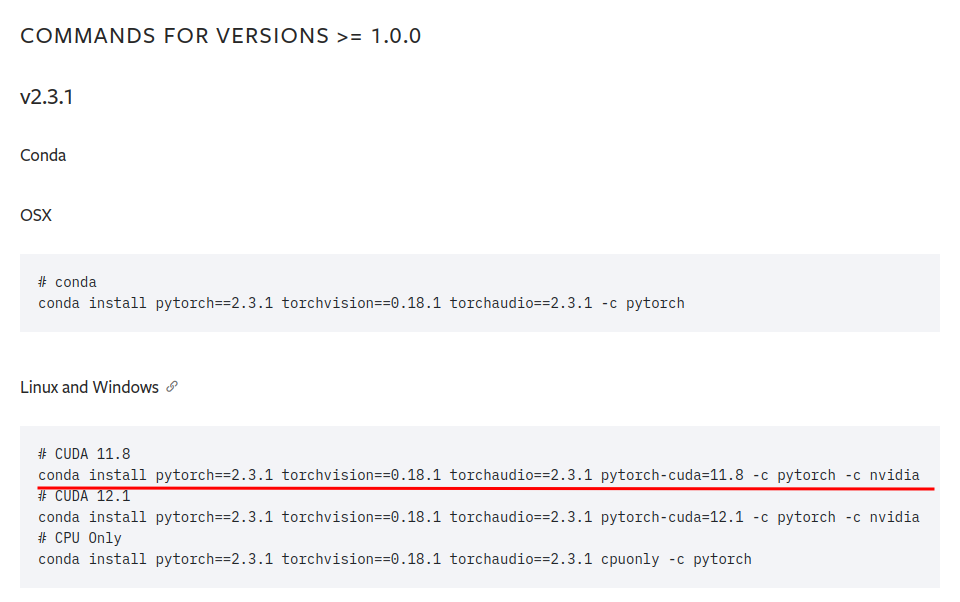 COMMANDS FOR VERSIONS >= 1.0.0
v2.3.1
Conda
OSX
# conda
conda install pytorch==2.3.1 torchvision==0.18.1 torchaudio==2.3.1 -c pytorch
Linux and Windows
# CUDA 11.8
conda install pytorch==2.3.1 torchvision==0.18.1 torchaudio==2.3.1 pytorch-cuda=11.8 -c pytorch -c nvidia
# CUDA 12.1
conda install pytorch==2.3.1 torchvision==0.18.1 torchaudio==2.3.1 pytorch-cuda=12.1 -c pytorch -c nvidia
# CPU Only
conda install pytorch==2.3.1 torchvision==0.18.1 torchaudio==2.3.1 cpuonly -c pytorch